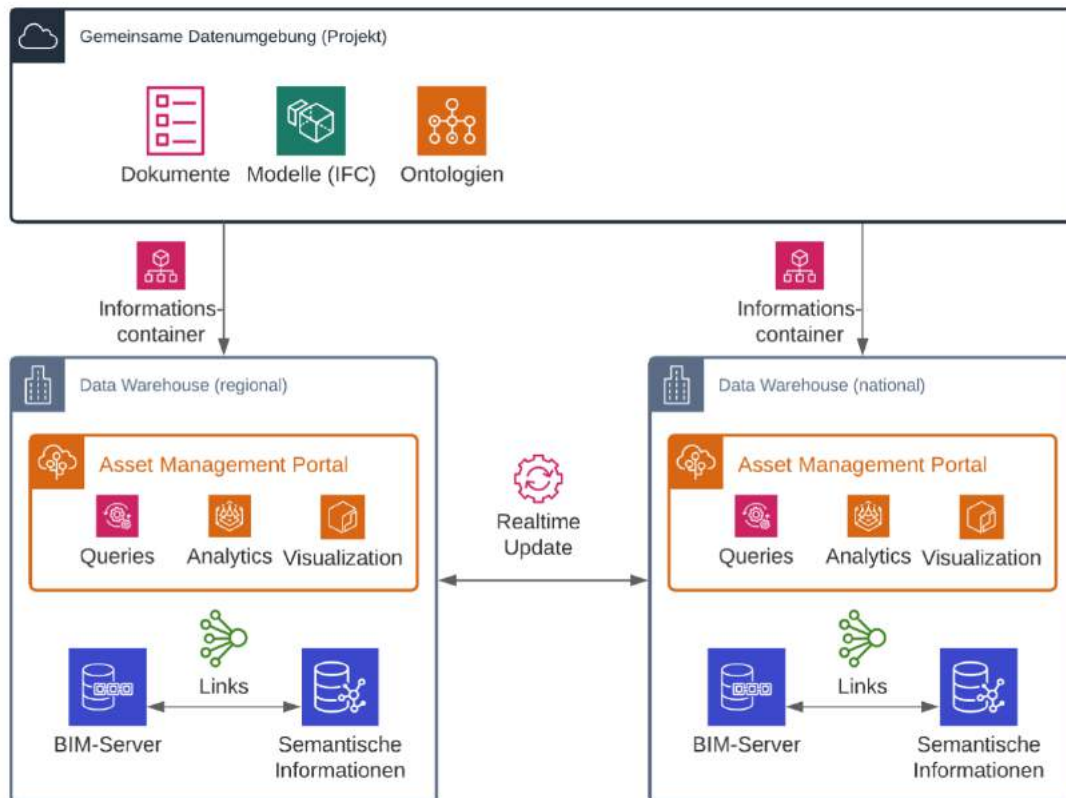 Gemeinsame Datenumgebung (Projekt)
Dokumente
Modelle (IFC)
Ontologien
Informations-
container
Informations-
container
Data Warehouse (regional)
Asset Management Portal
Queries
Analytics
Visualization
Links
BIM-Server
Semantische
Informationen
Realtime
Update
Data Warehouse (national)
Asset Management Portal
Queries
Analytics
Visualization
Links
BIM-Server
Semantische
Informationen